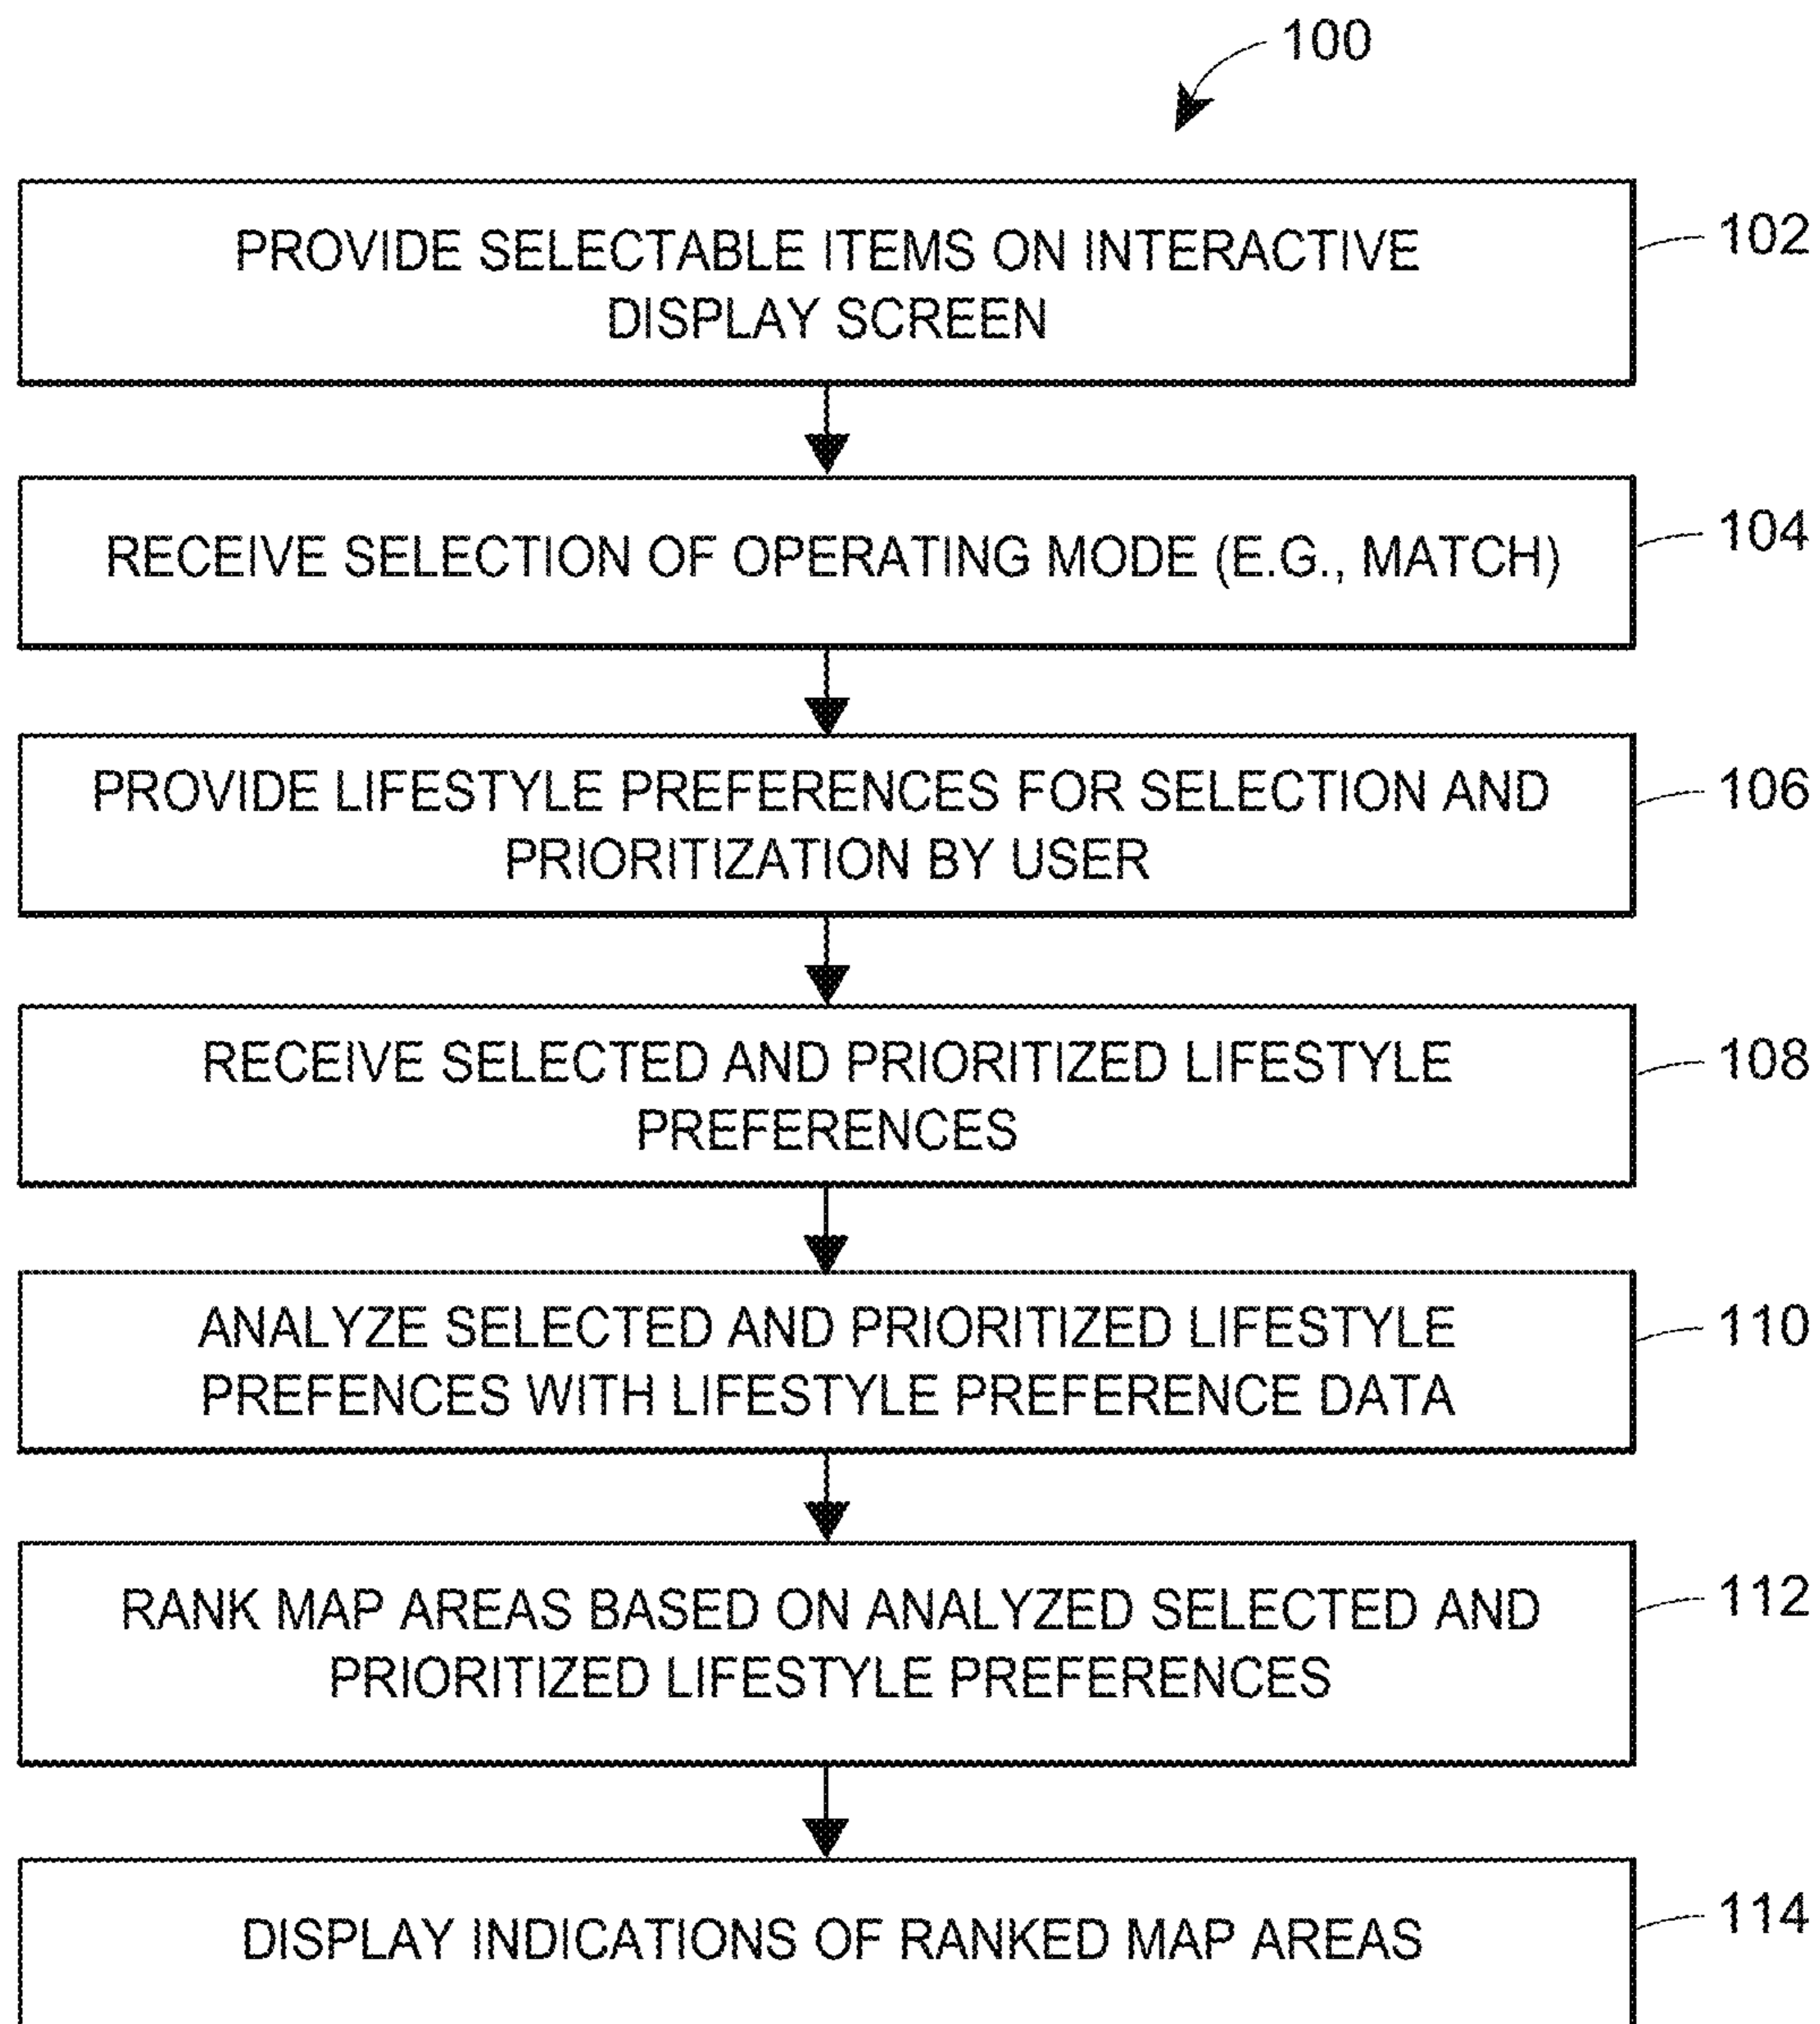 100
PROVIDE SELECTABLE ITEMS ON INTERACTIVE
DISPLAY SCREEN
102
RECEIVE SELECTION OF OPERATING MODE (E.G., MATCH)
104
PROVIDE LIFESTYLE PREFERENCES FOR SELECTION AND
PRIORITIZATION BY USER
106
RECEIVE SELECTED AND PRIORITIZED LIFESTYLE
PREFERENCES
108
ANALYZE SELECTED AND PRIORITIZED LIFESTYLE
PREFENCES WITH LIFESTYLE PREFERENCE DATA
110
RANK MAP AREAS BASED ON ANALYZED SELECTED AND
PRIORITIZED LIFESTYLE PREFERENCES
112
DISPLAY INDICATIONS OF RANKED MAP AREAS
114